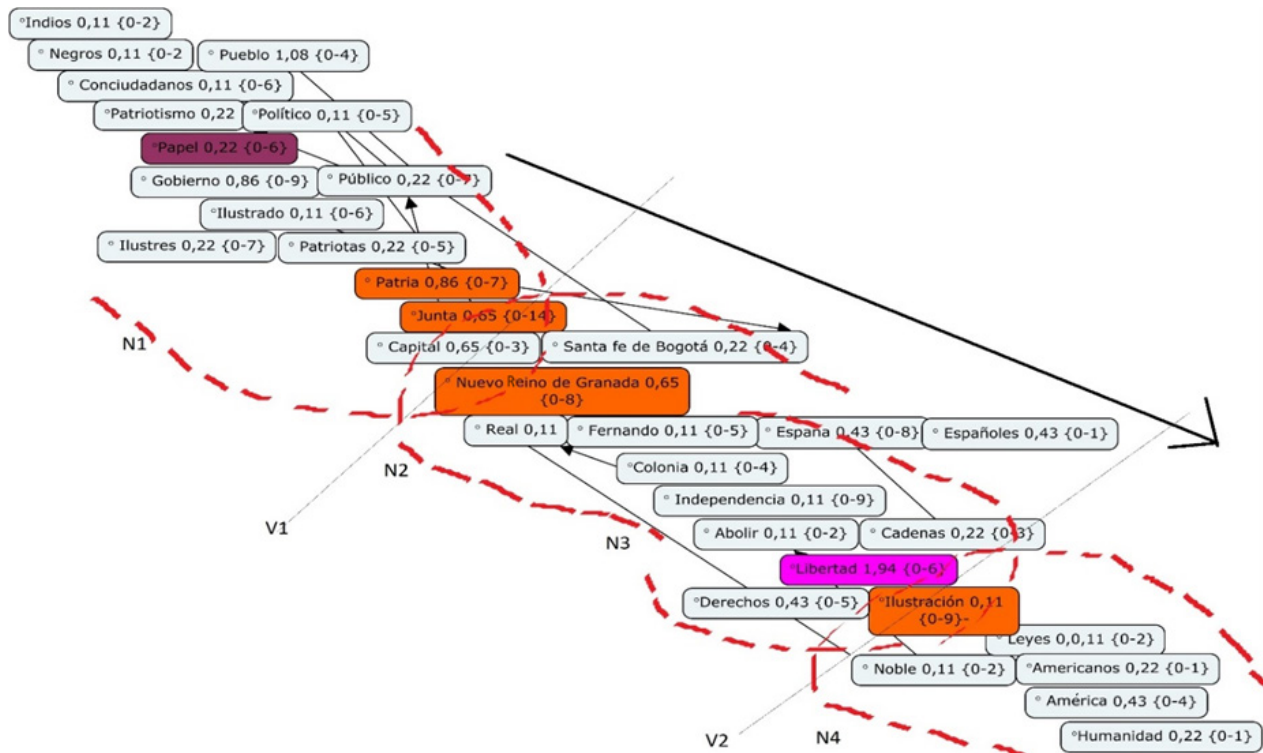 °Indios 0,11 {0-2}
° Negros 0,11 {0-2
° Pueblo 1,08 {0-4}
° Conciudadanos 0,11 {0-6}
°Patriotismo 0,22
°Político 0,11 {0-5}
°Papel 0,22 {0-6}
° Gobierno 0,86 {0-9}
° Público 0,22 {0-7}
°Ilustrado 0,11 {0-6}
° Ilustres 0,22 {0-7}
° Patriotas 0,22 {0-5}
° Patria 0,86 {0-7}
°Junta 0,65 {0-14}
N1
° Capital 0,65 {0-3}
° Santa fe de Bogotá 0,22 {0-4}
° Nuevo Reino de Granada 0,65
{0-8}
° Real 0,11
° Fernando 0,11 {0-5}
° España 0,43 {0-8}
° Españoles 0,43 {0-1}
N2
°Colonia 0,11 {0-4}
° Independencia 0,11 {0-9}
V1
N3
° Abolir 0,11 {0-2}
° Cadenas 0,22 {0-3}
°Libertad 1,94 {0-6}
°Derechos 0,43 {0-5}
°Ilustración 0,11
{0-9}-
° Leyes 0,0,11 {0-2}
° Noble 0,11 {0-2}
°Americanos 0,22 {0-1}
° América 0,43 {0-4}
V2
N4
° Humanidad 0,22 {0-1}